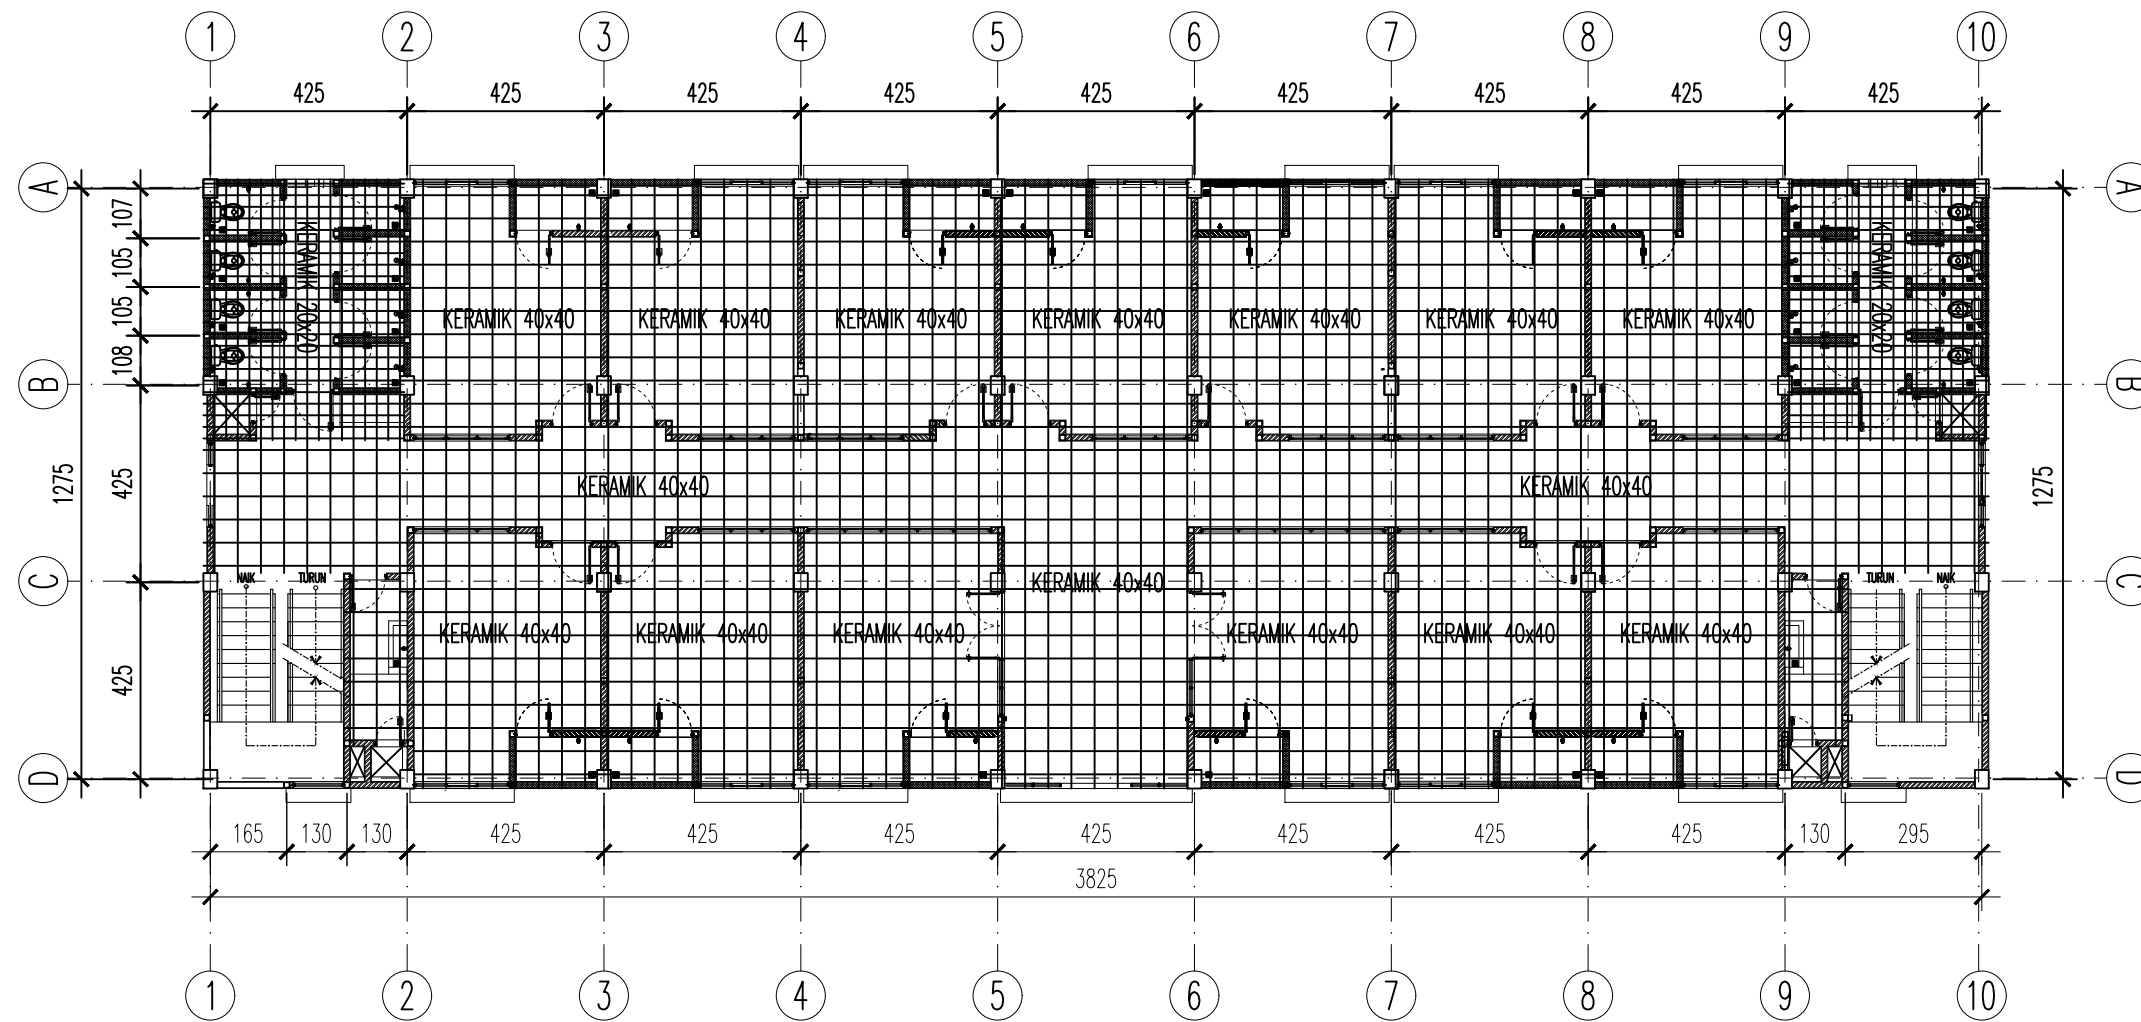 1 2 3 4 5 6 7 8 9 10
425 425 425 425 425 425 425 425 425
A A
107
KERAMIK 20x20 KERAMIK 20x20
105
105
KERAMIK 40x40 KERAMIK 40x40 KERAMIK 40x40 KERAMIK 40x40 KERAMIK 40x40 KERAMIK 40x40 KERAMIK 40x40
108
B B
1275 425 KERAMIK 40x40 KERAMIK 40x40 1275
C NAIK TURUN KERAMIK 40x40 TURUN NAIK C
KERAMIK 40x40 KERAMIK 40x40 KERAMIK 40x40 KERAMIK 40x40 KERAMIK 40x40 KERAMIK 40x40
425
D D
165 130 130 425 425 425 425 425 425 425 130 295
3825
1 2 3 4 5 6 7 8 9 10